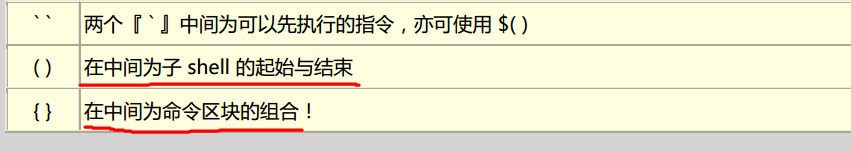 ` ` 两个『 ` 』中间为可以先执行的指令，亦可使用 $( )
( ) 在中间为子 shell 的起始与结束
{ } 在中间为命令区块的组合！